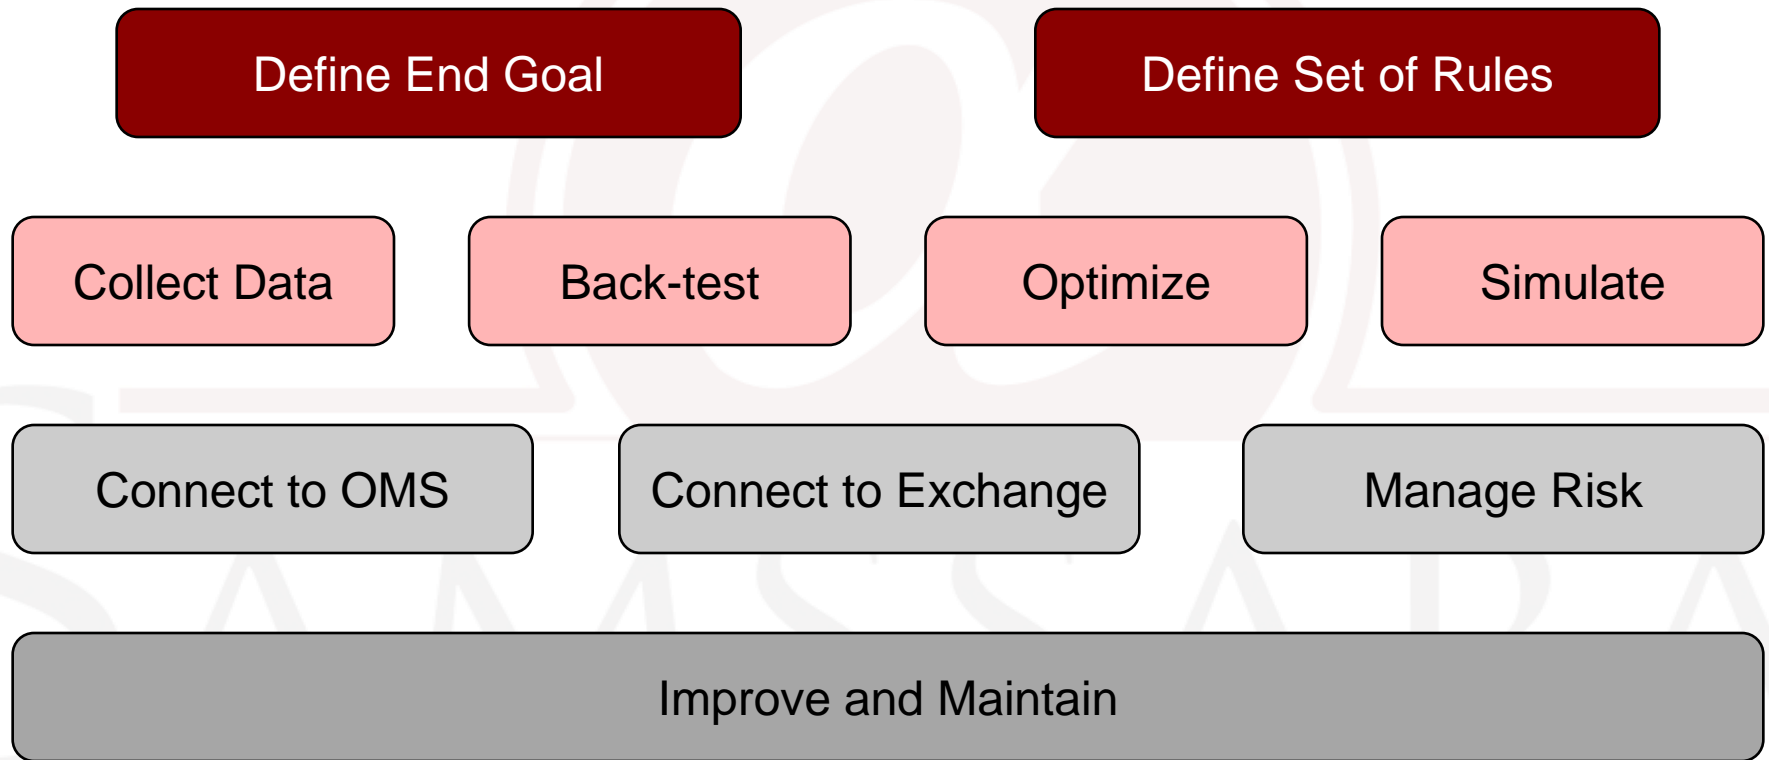 Define End Goal
Define Set of Rules
Collect Data
Back-test
Optimize
Simulate
Connect to OMS
Connect to Exchange
Manage Risk
Improve and Maintain
SAMSSARA